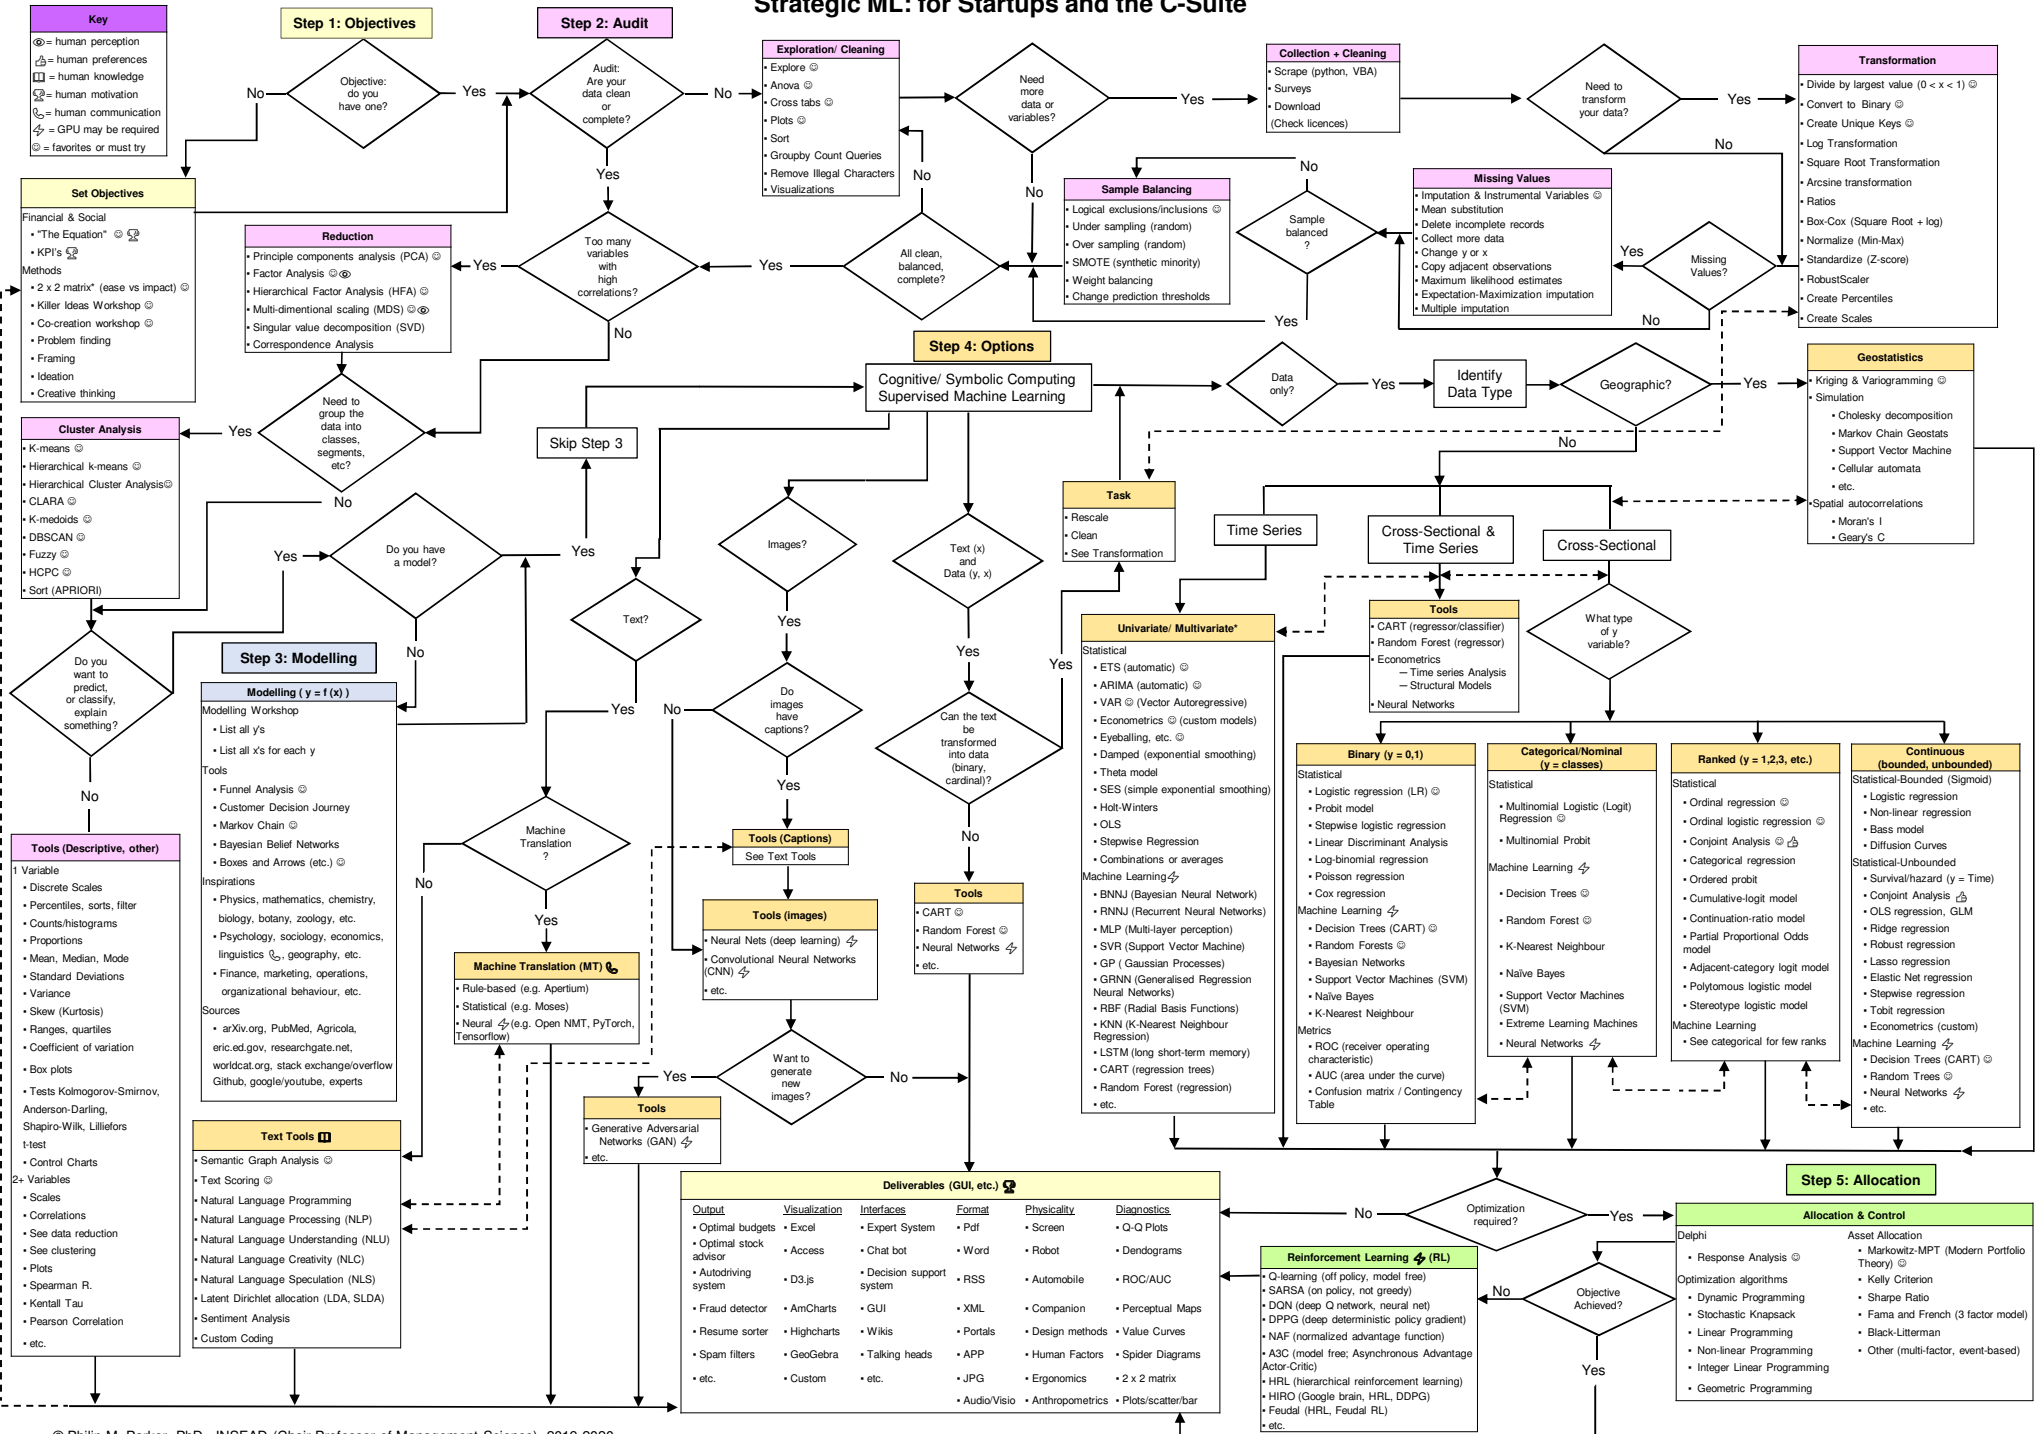 Strategic ML: for Startups and the C-Suite
Key
= human perception
= human preferences
= human knowledge
= human motivation
= human communication
= GPU may be required
☺ = favorites or must try
Step 1: Objectives
Objective:
do you
have one?
No
Yes
Set Objectives
Financial & Social
▪ "The Equation" ☺
▪ KPI's
Methods
▪ 2 x 2 matrix* (ease vs impact) ☺
▪ Killer Ideas Workshop ☺
▪ Co-creation workshop ☺
▪ Problem finding
▪ Framing
▪ Ideation
▪ Creative thinking
Step 2: Audit
Audit:
Are your
data clean
or
complete?
No
Yes
Exploration/ Cleaning
▪ Explore ☺
▪ Anova ☺
▪ Cross tabs ☺
▪ Plots ☺
▪ Sort
▪ Groupby Count Queries
▪ Remove Illegal Characters
▪ Visualizations
Need
more
data or
variables?
Yes
No
Collection + Cleaning
▪ Scrape (python, VBA)
▪ Surveys
▪ Download
(Check licences)
Need to
transform
your data?
Yes
No
Transformation
▪ Divide by largest value (0 < x < 1) ☺
▪ Convert to Binary ☺
▪ Create Unique Keys ☺
▪ Log Transformation
▪ Square Root Transformation
▪ Arcsine transformation
▪ Ratios
▪ Box-Cox (Square Root + log)
▪ Normalize (Min-Max)
▪ Standardize (Z-score)
▪ RobustScaler
▪ Create Percentiles
▪ Create Scales
Missing
Values?
Yes
No
Missing Values
▪ Imputation & Instrumental Variables ☺
▪ Mean substitution
▪ Delete incomplete records
▪ Collect more data
▪ Change y or x
▪ Copy adjacent observations
▪ Maximum likelihood estimates
▪ Expectation-Maximization imputation
▪ Multiple imputation
Sample
balanced
?
No
Yes
Sample Balancing
▪ Logical exclusions/inclusions ☺
▪ Under sampling (random)
▪ Over sampling (random)
▪ SMOTE (synthetic minority)
▪ Weight balancing
▪ Change prediction thresholds
All clean,
balanced,
complete?
No
Yes
Too many
variables
with
high
correlations?
Yes
No
Reduction
▪ Principle components analysis (PCA) ☺
▪ Factor Analysis ☺
▪ Hierarchical Factor Analysis (HFA) ☺
▪ Multi-dimentional scaling (MDS) ☺
▪ Singular value decomposition (SVD)
▪ Correspondence Analysis
Need to
group the
data into
classes,
segments,
etc?
Yes
No
Cluster Analysis
▪ K-means ☺
▪ Hierarchical k-means ☺
▪ Hierarchical Cluster Analysis☺
▪ CLARA ☺
▪ K-medoids ☺
▪ DBSCAN ☺
▪ Fuzzy ☺
▪ HCPC ☺
▪ Sort (APRIORI)
Do you
want to
predict,
or classify,
explain
something?
Yes
No
Do you have
a model?
Yes
No
Skip Step 3
Step 3: Modelling
Modelling ( y = f (x) )
Modelling Workshop
▪ List all y's
▪ List all x's for each y
Tools
▪ Funnel Analysis ☺
▪ Customer Decision Journey
▪ Markov Chain ☺
▪ Bayesian Belief Networks
▪ Boxes and Arrows (etc.) ☺
Inspirations
▪ Physics, mathematics, chemistry,
biology, botany, zoology, etc.
▪ Psychology, sociology, economics,
linguistics , geography, etc.
▪ Finance, marketing, operations,
organizational behaviour, etc.
Sources
▪ arXiv.org, PubMed, Agricola,
eric.ed.gov, researchgate.net,
worldcat.org, stack exchange/overflow
Github, google/youtube, experts
Tools (Descriptive, other)
1 Variable
▪ Discrete Scales
▪ Percentiles, sorts, filter
▪ Counts/histograms
▪ Proportions
▪ Mean, Median, Mode
▪ Standard Deviations
▪ Variance
▪ Skew (Kurtosis)
▪ Ranges, quartiles
▪ Coefficient of variation
▪ Box plots
▪ Tests Kolmogorov-Smirnov,
Anderson-Darling,
Shapiro-Wilk, Lilliefors
t-test
▪ Control Charts
2+ Variables
▪ Scales
▪ Correlations
▪ See data reduction
▪ See clustering
▪ Plots
▪ Spearman R.
▪ Kentall Tau
▪ Pearson Correlation
▪ etc.
Step 4: Options
Cognitive/ Symbolic Computing
Supervised Machine Learning
Text?
Yes
Machine
Translation
?
No
Yes
Machine Translation (MT)
▪ Rule-based (e.g. Apertium)
▪ Statistical (e.g. Moses)
▪ Neural (e.g. Open NMT, PyTorch,
Tensorflow)
Text Tools
▪ Semantic Graph Analysis ☺
▪ Text Scoring ☺
▪ Natural Language Programming
▪ Natural Language Processing (NLP)
▪ Natural Language Understanding (NLU)
▪ Natural Language Creativity (NLC)
▪ Natural Language Speculation (NLS)
▪ Latent Dirichlet allocation (LDA, SLDA)
▪ Sentiment Analysis
▪ Custom Coding
Images?
Yes
Do
images
have
captions?
No
Yes
Tools (Captions)
See Text Tools
Tools (images)
▪ Neural Nets (deep learning)
▪ Convolutional Neural Networks
(CNN)
▪ etc.
Want to
generate
new
images?
Yes
No
Tools
▪ Generative Adversarial
Networks (GAN)
▪ etc.
Text (x)
and
Data (y, x)
Yes
Can the text
be
transformed
into data
(binary,
cardinal)?
Yes
No
Tools
▪ CART ☺
▪ Random Forest ☺
▪ Neural Networks
▪ etc.
Task
▪ Rescale
▪ Clean
▪ See Transformation
Data
only?
Yes
Identify
Data Type
Geographic?
Yes
No
Geostatistics
▪ Kriging & Variogramming ☺
▪ Simulation
▪ Cholesky decomposition
▪ Markov Chain Geostats
▪ Support Vector Machine
▪ Cellular automata
▪ etc.
▪Spatial autocorrelations
▪ Moran's I
▪ Geary's C
Time Series
Cross-Sectional &
Time Series
Cross-Sectional
Univariate/ Multivariate*
Statistical
▪ ETS (automatic) ☺
▪ ARIMA (automatic) ☺
▪ VAR ☺ (Vector Autoregressive)
▪ Econometrics ☺ (custom models)
▪ Eyeballing, etc. ☺
▪ Damped (exponential smoothing)
▪ Theta model
▪ SES (simple exponential smoothing)
▪ Holt-Winters
▪ OLS
▪ Stepwise Regression
▪ Combinations or averages
Machine Learning
▪ BNNJ (Bayesian Neural Network)
▪ RNNJ (Recurrent Neural Networks)
▪ MLP (Multi-layer perception)
▪ SVR (Support Vector Machine)
▪ GP ( Gaussian Processes)
▪ GRNN (Generalised Regression
Neural Networks)
▪ RBF (Radial Basis Functions)
▪ KNN (K-Nearest Neighbour
Regression)
▪ LSTM (long short-term memory)
▪ CART (regression trees)
▪ Random Forest (regression)
▪ etc.
Tools
▪ CART (regressor/classifier)
▪ Random Forest (regressor)
▪ Econometrics
— Time series Analysis
— Structural Models
▪ Neural Networks
What type
of y
variable?
Binary (y = 0,1)
Statistical
▪ Logistic regression (LR) ☺
▪ Probit model
▪ Stepwise logistic regression
▪ Linear Discriminant Analysis
▪ Log-binomial regression
▪ Poisson regression
▪ Cox regression
Machine Learning
▪ Decision Trees (CART) ☺
▪ Random Forests ☺
▪ Bayesian Networks
▪ Support Vector Machines (SVM)
▪ Naïve Bayes
▪ K-Nearest Neighbour
Metrics
▪ ROC (receiver operating
characteristic)
▪ AUC (area under the curve)
▪ Confusion matrix / Contingency
Table
Categorical/Nominal
(y = classes)
Statistical
▪ Multinomial Logistic (Logit)
Regression ☺
▪ Multinomial Probit
Machine Learning
▪ Decision Trees ☺
▪ Random Forest ☺
▪ K-Nearest Neighbour
▪ Naïve Bayes
▪ Support Vector Machines
(SVM)
▪ Extreme Learning Machines
▪ Neural Networks
Ranked (y = 1,2,3, etc.)
Statistical
▪ Ordinal regression ☺
▪ Ordinal logistic regression ☺
▪ Conjoint Analysis ☺
▪ Categorical regression
▪ Ordered probit
▪ Cumulative-logit model
▪ Continuation-ratio model
▪ Partial Proportional Odds
model
▪ Adjacent-category logit model
▪ Polytomous logistic model
▪ Stereotype logistic model
Machine Learning
▪ See categorical for few ranks
Continuous
(bounded, unbounded)
Statistical-Bounded (Sigmoid)
▪ Logistic regression
▪ Non-linear regression
▪ Bass model
▪ Diffusion Curves
Statistical-Unbounded
▪ Survival/hazard (y = Time)
▪ Conjoint Analysis
▪ OLS regression, GLM
▪ Ridge regression
▪ Robust regression
▪ Lasso regression
▪ Elastic Net regression
▪ Stepwise regression
▪ Tobit regression
▪ Econometrics (custom)
Machine Learning
▪ Decision Trees (CART) ☺
▪ Random Trees ☺
▪ Neural Networks
▪ etc.
Deliverables (GUI, etc.)
Output
▪ Optimal budgets
▪ Optimal stock
advisor
▪ Autodriving
system
▪ Fraud detector
▪ Resume sorter
▪ Spam filters
▪ etc.
Visualization
▪ Excel
▪ Access
▪ D3.js
▪ AmCharts
▪ Highcharts
▪ GeoGebra
▪ Custom
Interfaces
▪ Expert System
▪ Chat bot
▪ Decision support
system
▪ GUI
▪ Wikis
▪ Talking heads
▪ etc.
Format
▪ Pdf
▪ Word
▪ RSS
▪ XML
▪ Portals
▪ APP
▪ JPG
▪ Audio/Visio
Physicality
▪ Screen
▪ Robot
▪ Automobile
▪ Companion
▪ Design methods
▪ Human Factors
▪ Ergonomics
▪ Anthropometrics
Diagnostics
▪ Q-Q Plots
▪ Dendograms
▪ ROC/AUC
▪ Perceptual Maps
▪ Value Curves
▪ Spider Diagrams
▪ 2 x 2 matrix
▪ Plots/scatter/bar
Optimization
required?
No
Yes
Step 5: Allocation
Allocation & Control
Delphi
▪ Response Analysis ☺
Optimization algorithms
▪ Dynamic Programming
▪ Stochastic Knapsack
▪ Linear Programming
▪ Non-linear Programming
▪ Integer Linear Programming
▪ Geometric Programming
Asset Allocation
▪ Markowitz-MPT (Modern Portfolio
Theory) ☺
▪ Kelly Criterion
▪ Sharpe Ratio
▪ Fama and French (3 factor model)
▪ Black-Litterman
▪ Other (multi-factor, event-based)
Objective
Achieved?
No
Yes
Reinforcement Learning (RL)
▪ Q-learning (off policy, model free)
▪ SARSA (on policy, not greedy)
▪ DQN (deep Q network, neural net)
▪ DPPG (deep deterministic policy gradient)
▪ NAF (normalized advantage function)
▪ A3C (model free; Asynchronous Advantage
Actor-Critic)
▪ HRL (hierarchical reinforcement learning)
▪ HIRO (Google brain, HRL, DDPG)
▪ Feudal (HRL, Feudal RL)
▪ etc.
© Philip M. Parker, PhD., INSEAD (Chair Professor of Management Science), 2019-2020